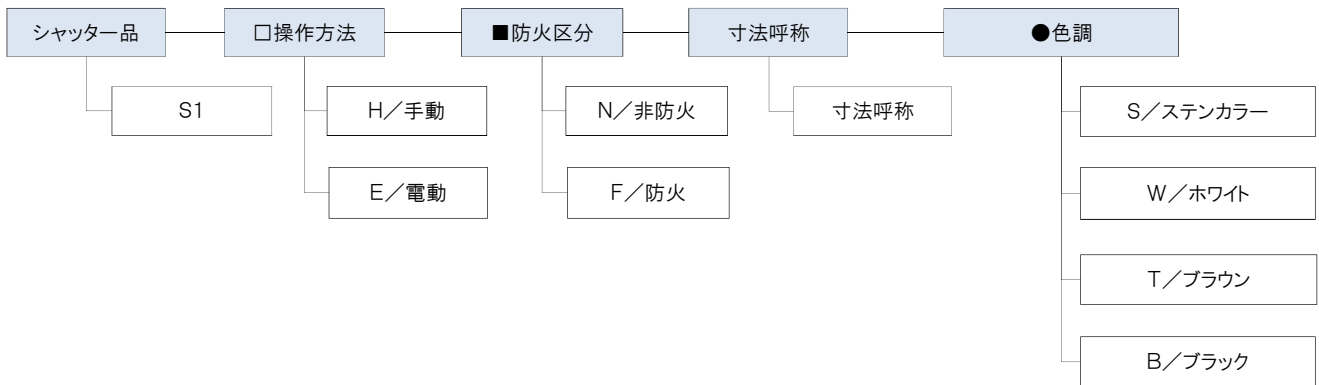 シャッター品
□操作方法
■防火区分
寸法呼称
●色調
S1
H／手動
N／非防火
寸法呼称
S／ステンカラー
E／電動
F／防火
W／ホワイト
T／ブラウン
B／ブラック